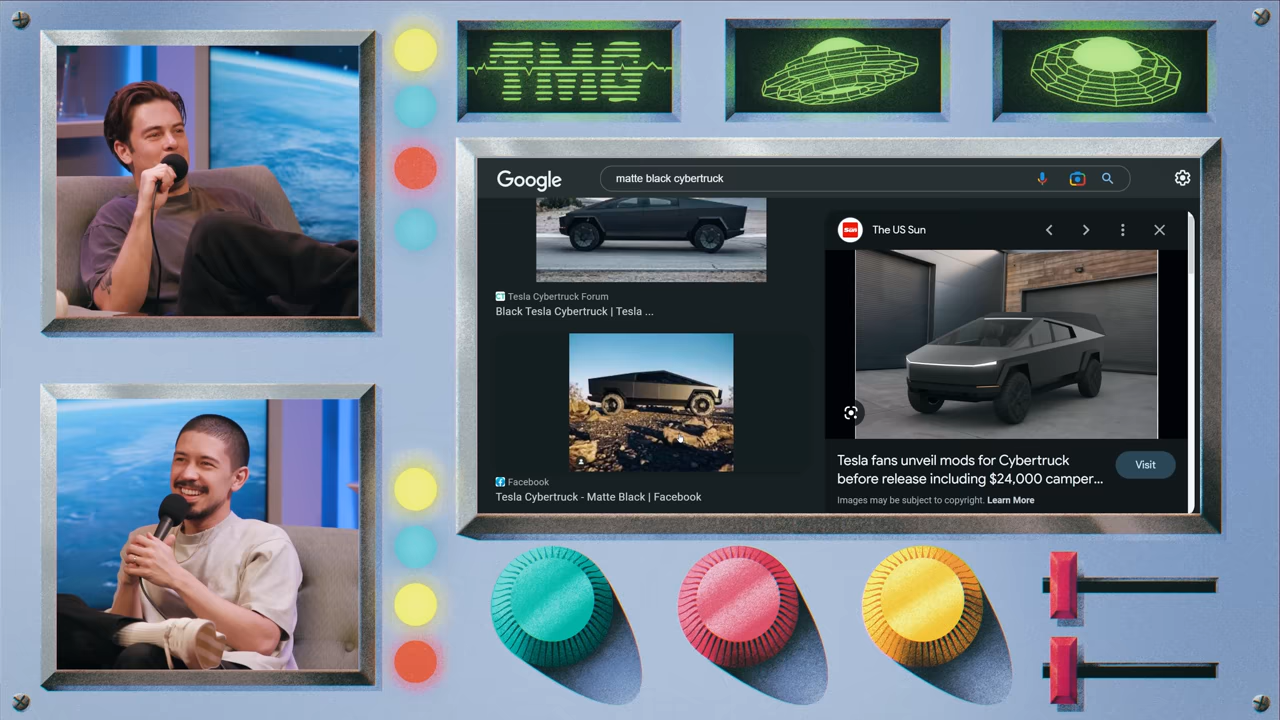 TMG
Google
matte black cybertruck
Sun
The US Sun
Tesla Cybertruck Forum
Black Tesla Cybertruck | Tesla ...
Facebook
Tesla Cybertruck - Matte Black | Facebook
Tesla fans unveil mods for Cybertruck
before release including $24,000 camper...
Visit
Images may be subject to copyright. Learn More